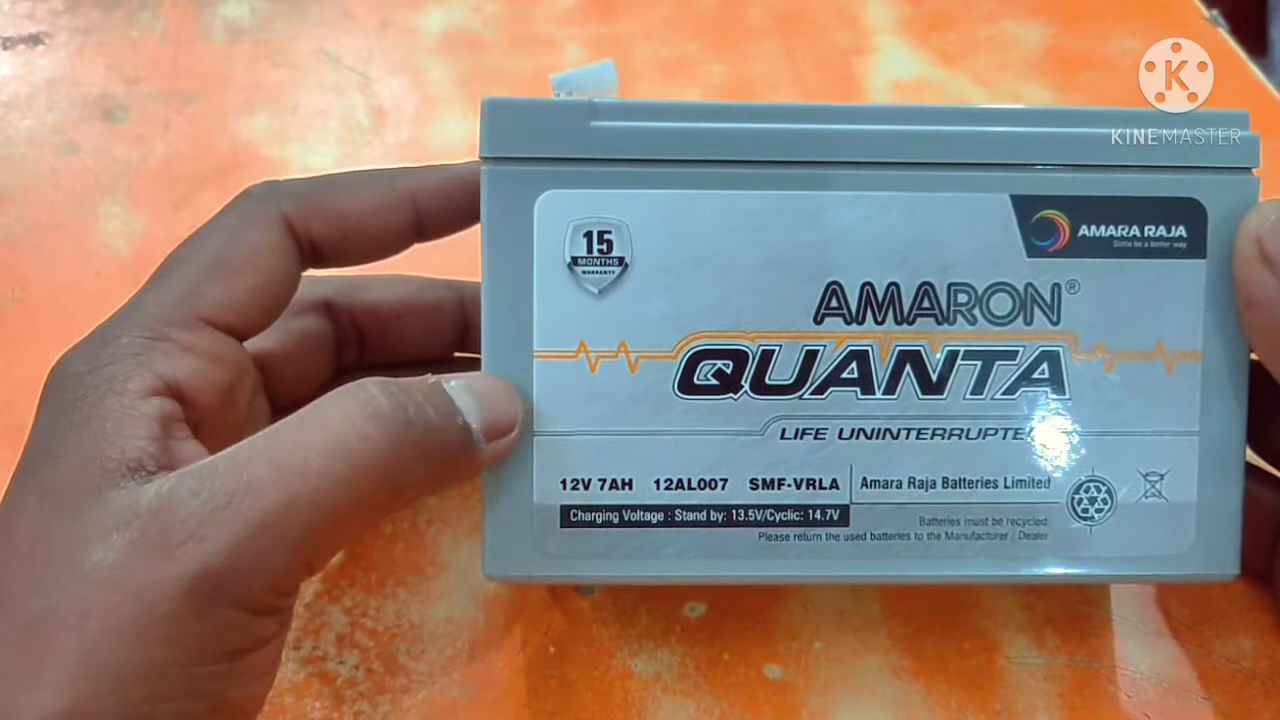 K
KINEMASTER
15
MONTHS
WARRANTY
AMARA RAJA
Gotta be a better way
AMARON®
QUANTA
LIFE UNINTERRUPTE
12V 7AH 12AL007 SMF-VRLA
Amara Raja Batteries Limited
Charging Voltage : Stand by: 13.5V/Cyclic: 14.7V
Batteries must be recycled.
Please return the used batteries to the Manufacturer / Dealer